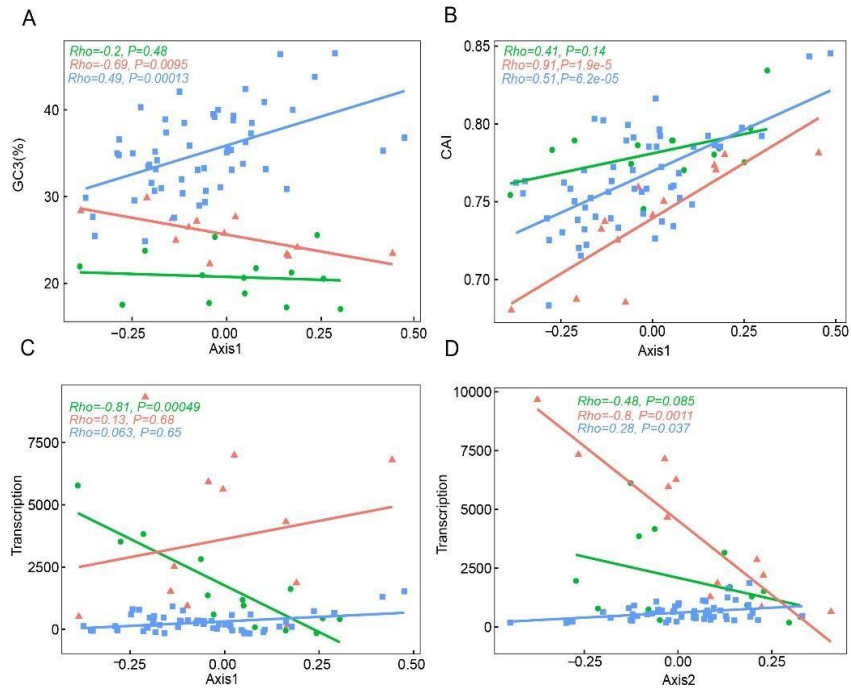 A
Rho=-0.2, P=0.48
Rho=-0.69, P=0.0095
Rho=0.49, P=0.00013
GC3(%)
40
30
20
-0.25
0.00
0.25
0.50
Axis1
B
Rho=0.41, P=0.14
Rho=0.91,P=1.9e-5
Rho=0.51,P=6.2e-05
CAI
0.85
0.80
0.75
0.70
-0.25
0.00
0.25
0.50
Axis1
C
Rho=-0.81, P=0.00049
Rho=0.13, P=0.68
Rho=0.063, P=0.65
Transcription
7500
5000
2500
0
-0.25
0.00
0.25
0.50
Axis1
D
Rho=-0.48, P=0.085
Rho=-0.8, P=0.0011
Rho=0.28, P=0.037
Transcription
10000
7500
5000
2500
0
-0.25
0.00
0.25
Axis2